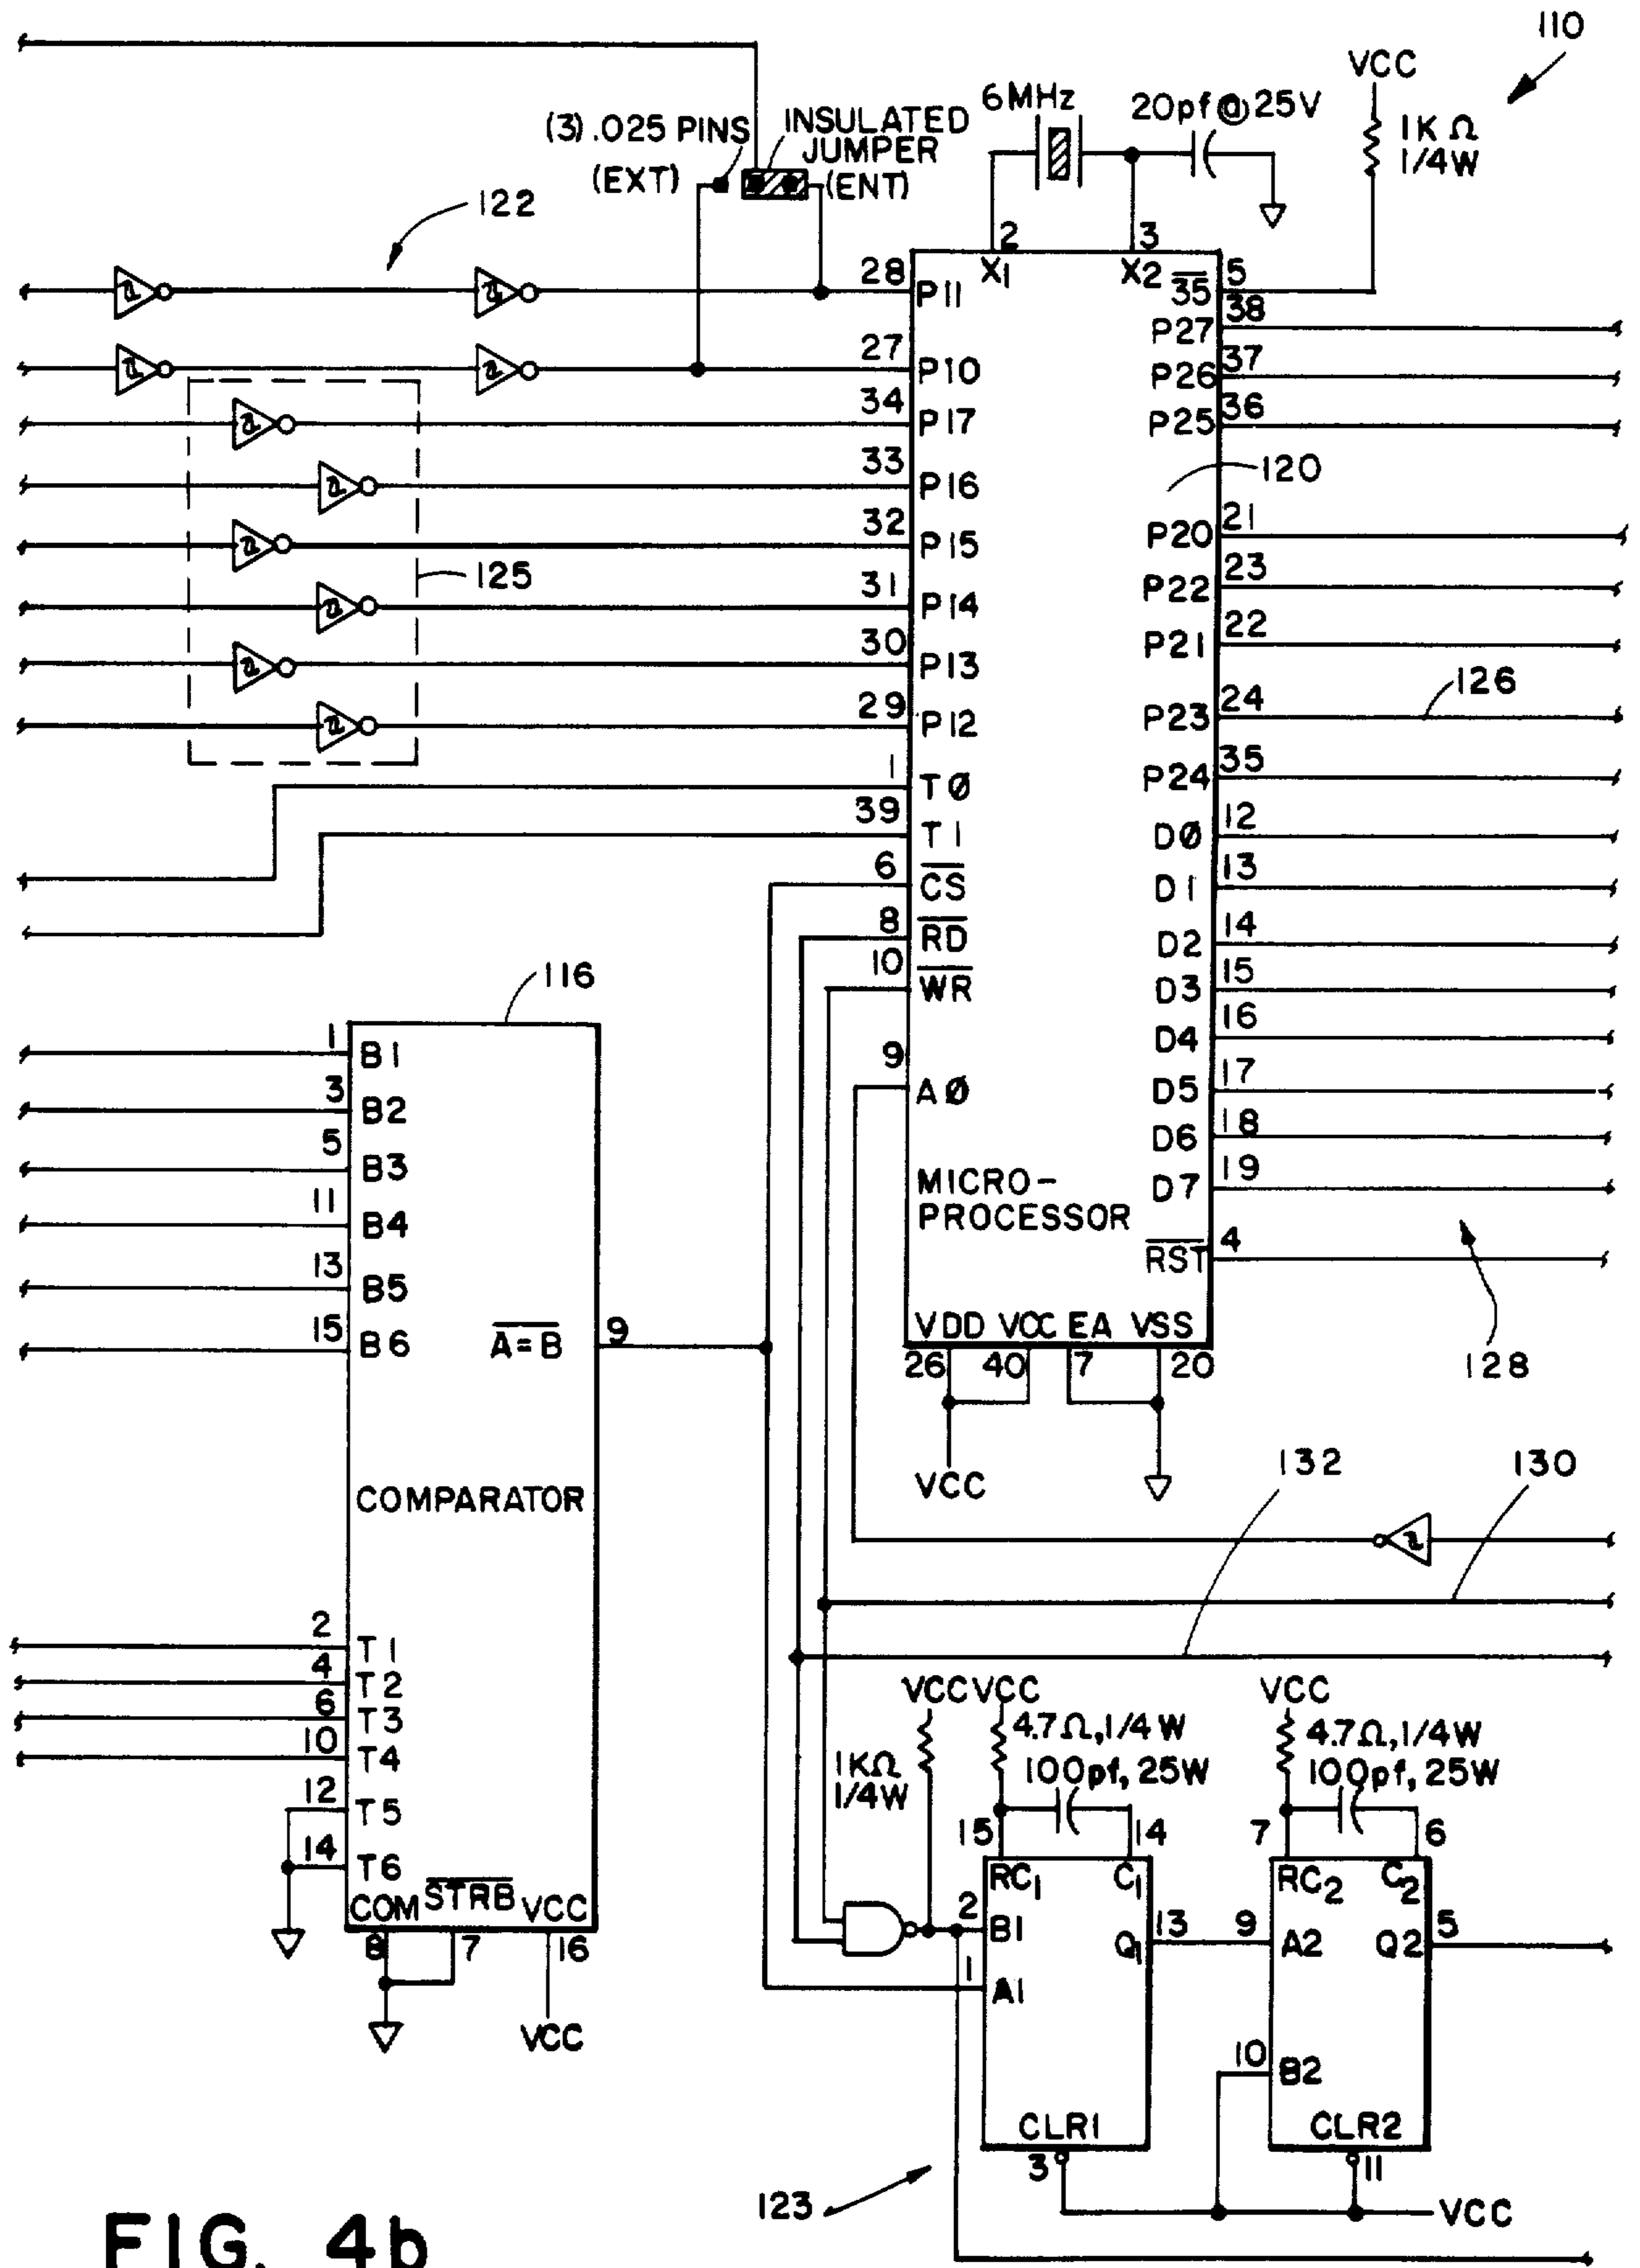 110
VCC
6MHz
20pf @ 25V
(3).025 PINS
INSULATED
JUMPER
(EXT)
(ENT)
1K Ω
1/4W
122
2
3
X1
X2
28
P11
27
P10
34
P17
33
P16
32
P15
125
31
P14
30
P13
29
P12
1
TØ
39
T1
6
CS
8
RD
10
WR
9
AØ
35
5
38
P27
37
P26
36
P25
120
21
P20
23
P22
22
P21
24
P23
126
35
P24
12
DØ
13
D1
14
D2
15
D3
16
D4
17
D5
18
D6
19
D7
4
RST
MICRO-
PROCESSOR
VDD VCC EA VSS
26 40 7 20
128
VCC
116
1
B1
3
B2
5
B3
11
B4
13
B5
15
B6
A=B
9
COMPARATOR
2
T1
4
T2
6
T3
10
T4
12
T5
14
T6
COM STRB VCC
8 7 16
VCC
132
130
VCC VCC
VCC
1KΩ
1/4W
4.7Ω,1/4W
100pf, 25W
4.7Ω,1/4W
100pf, 25W
15 14
7 6
RC1 C1
RC2 C2
2
B1
Q1
13
9
A2
Q2
5
1
A1
10
B2
CLR1
CLR2
3
11
VCC
123
FIG. 4b